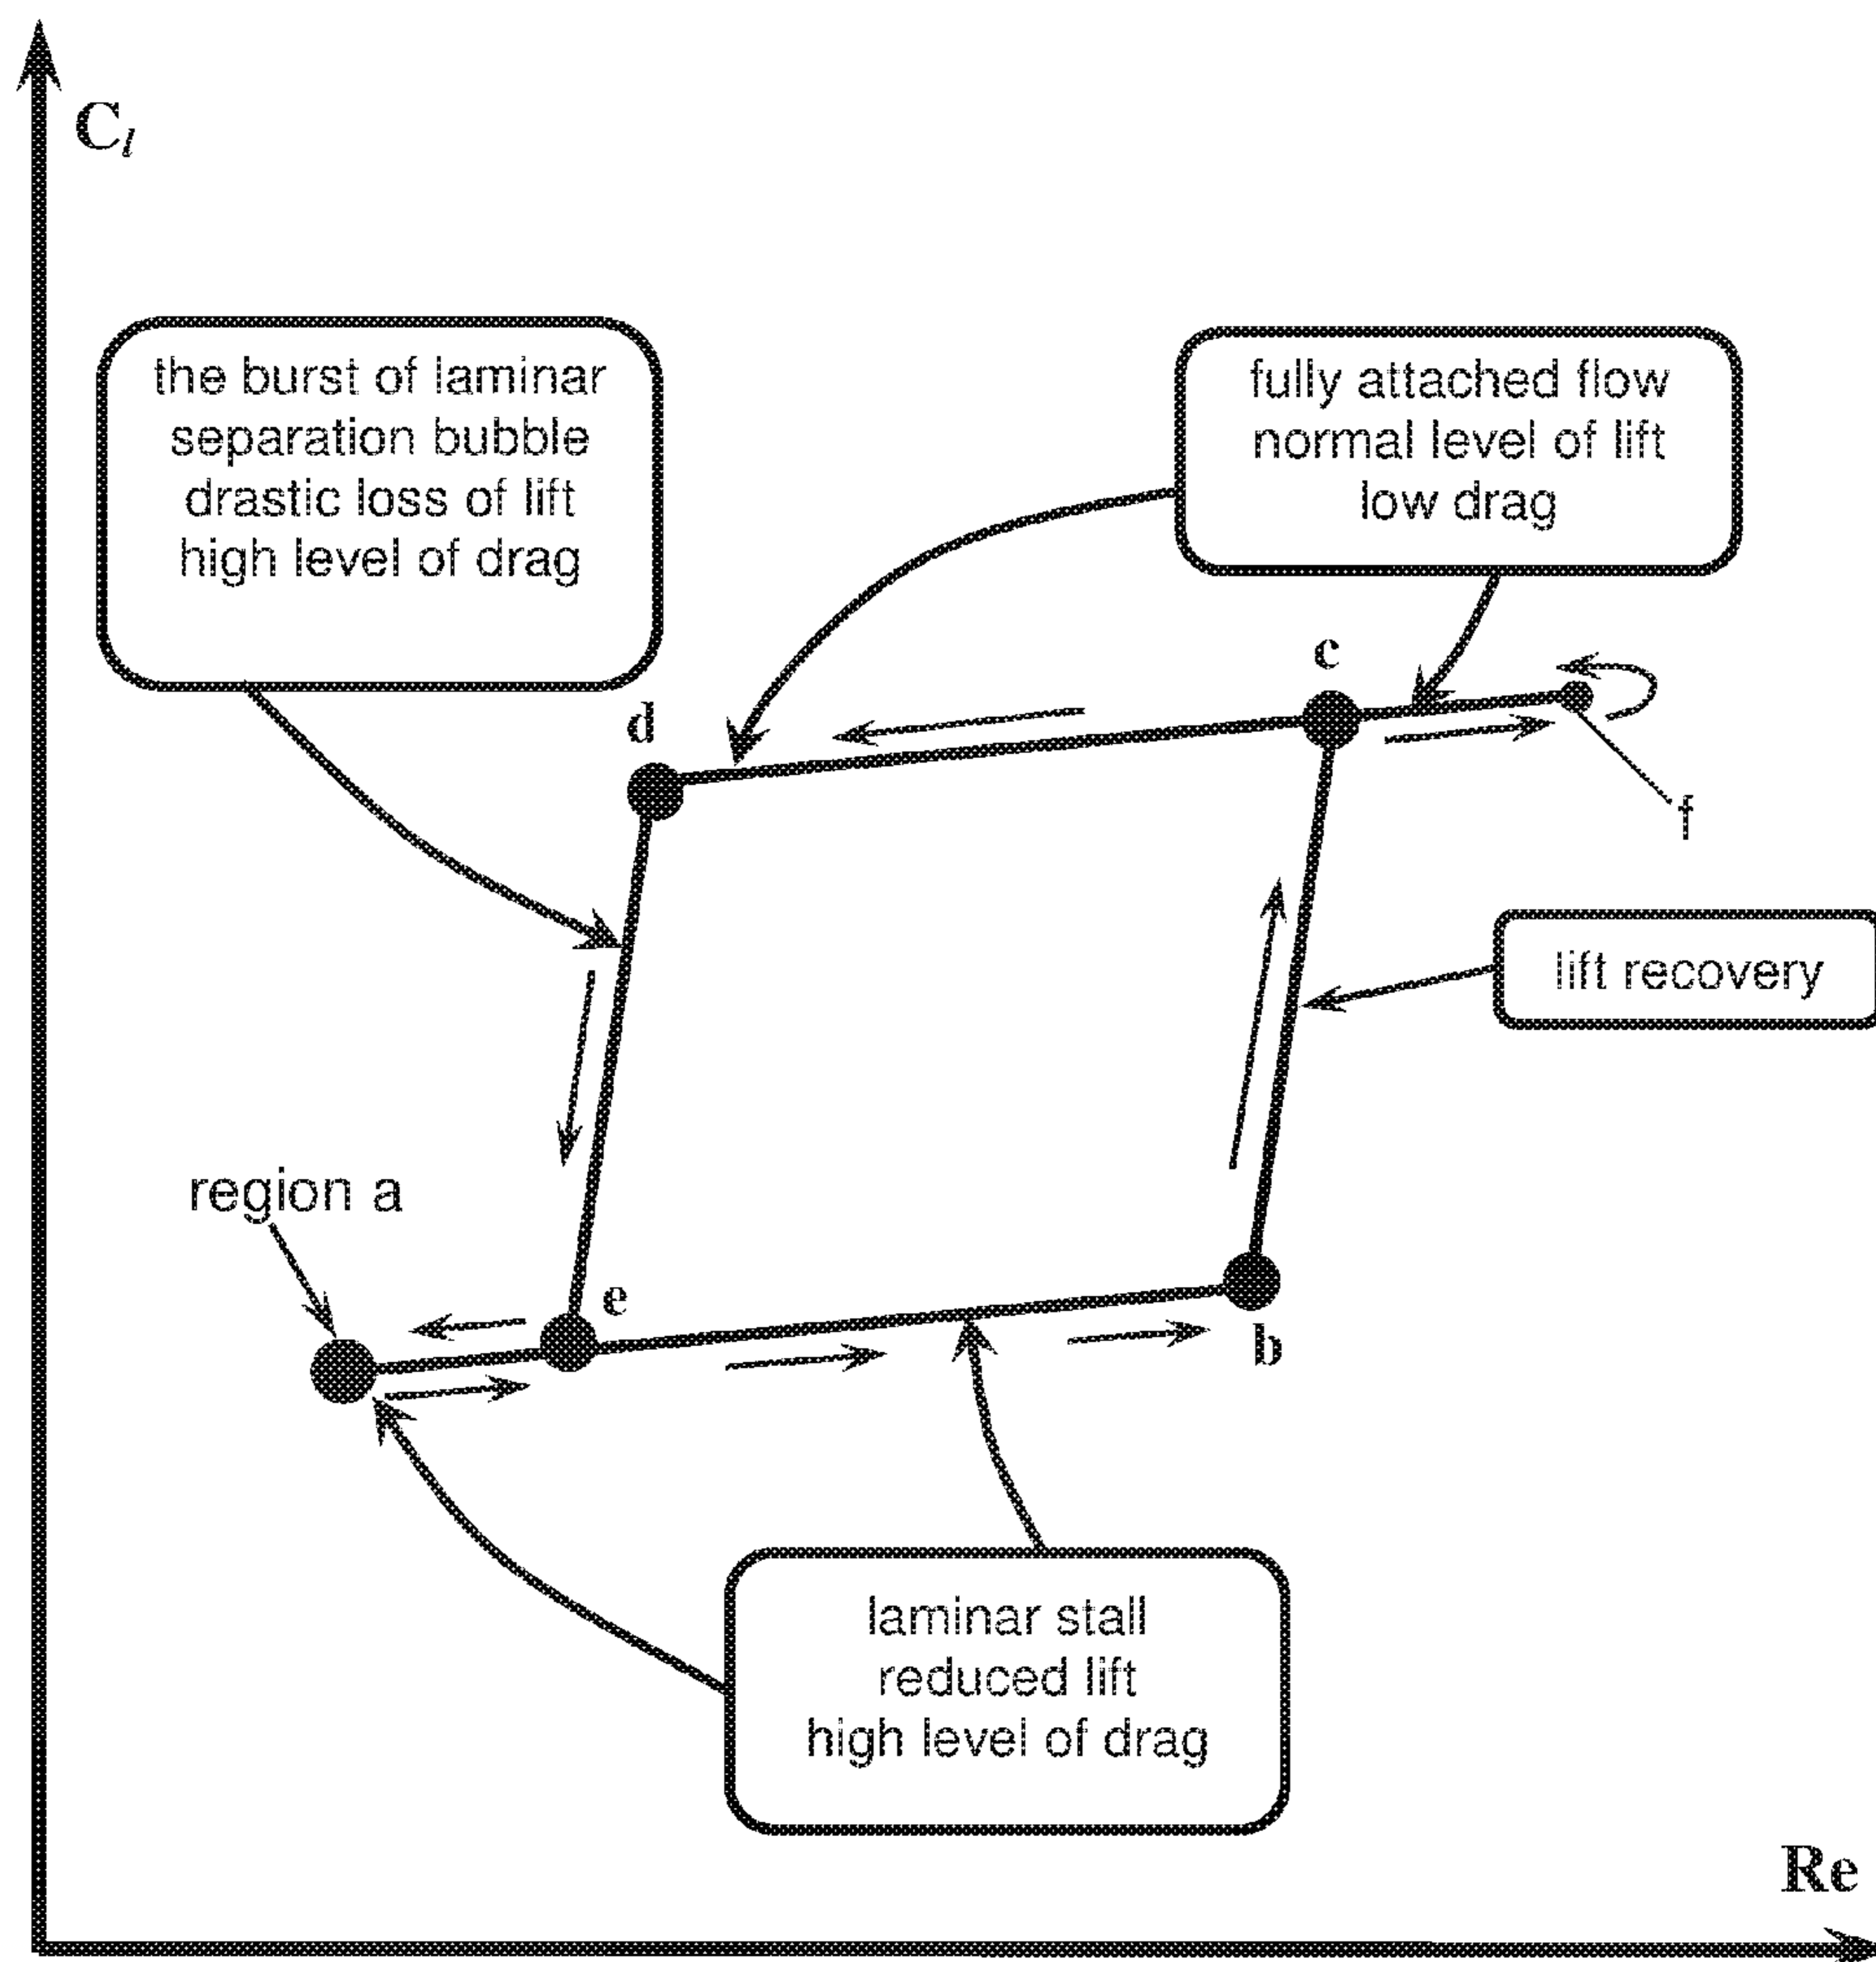 C_l
the burst of laminar
separation bubble
drastic loss of lift
high level of drag
fully attached flow
normal level of lift
low drag
c
d
f
lift recovery
region a
e
b
laminar stall
reduced lift
high level of drag
Re